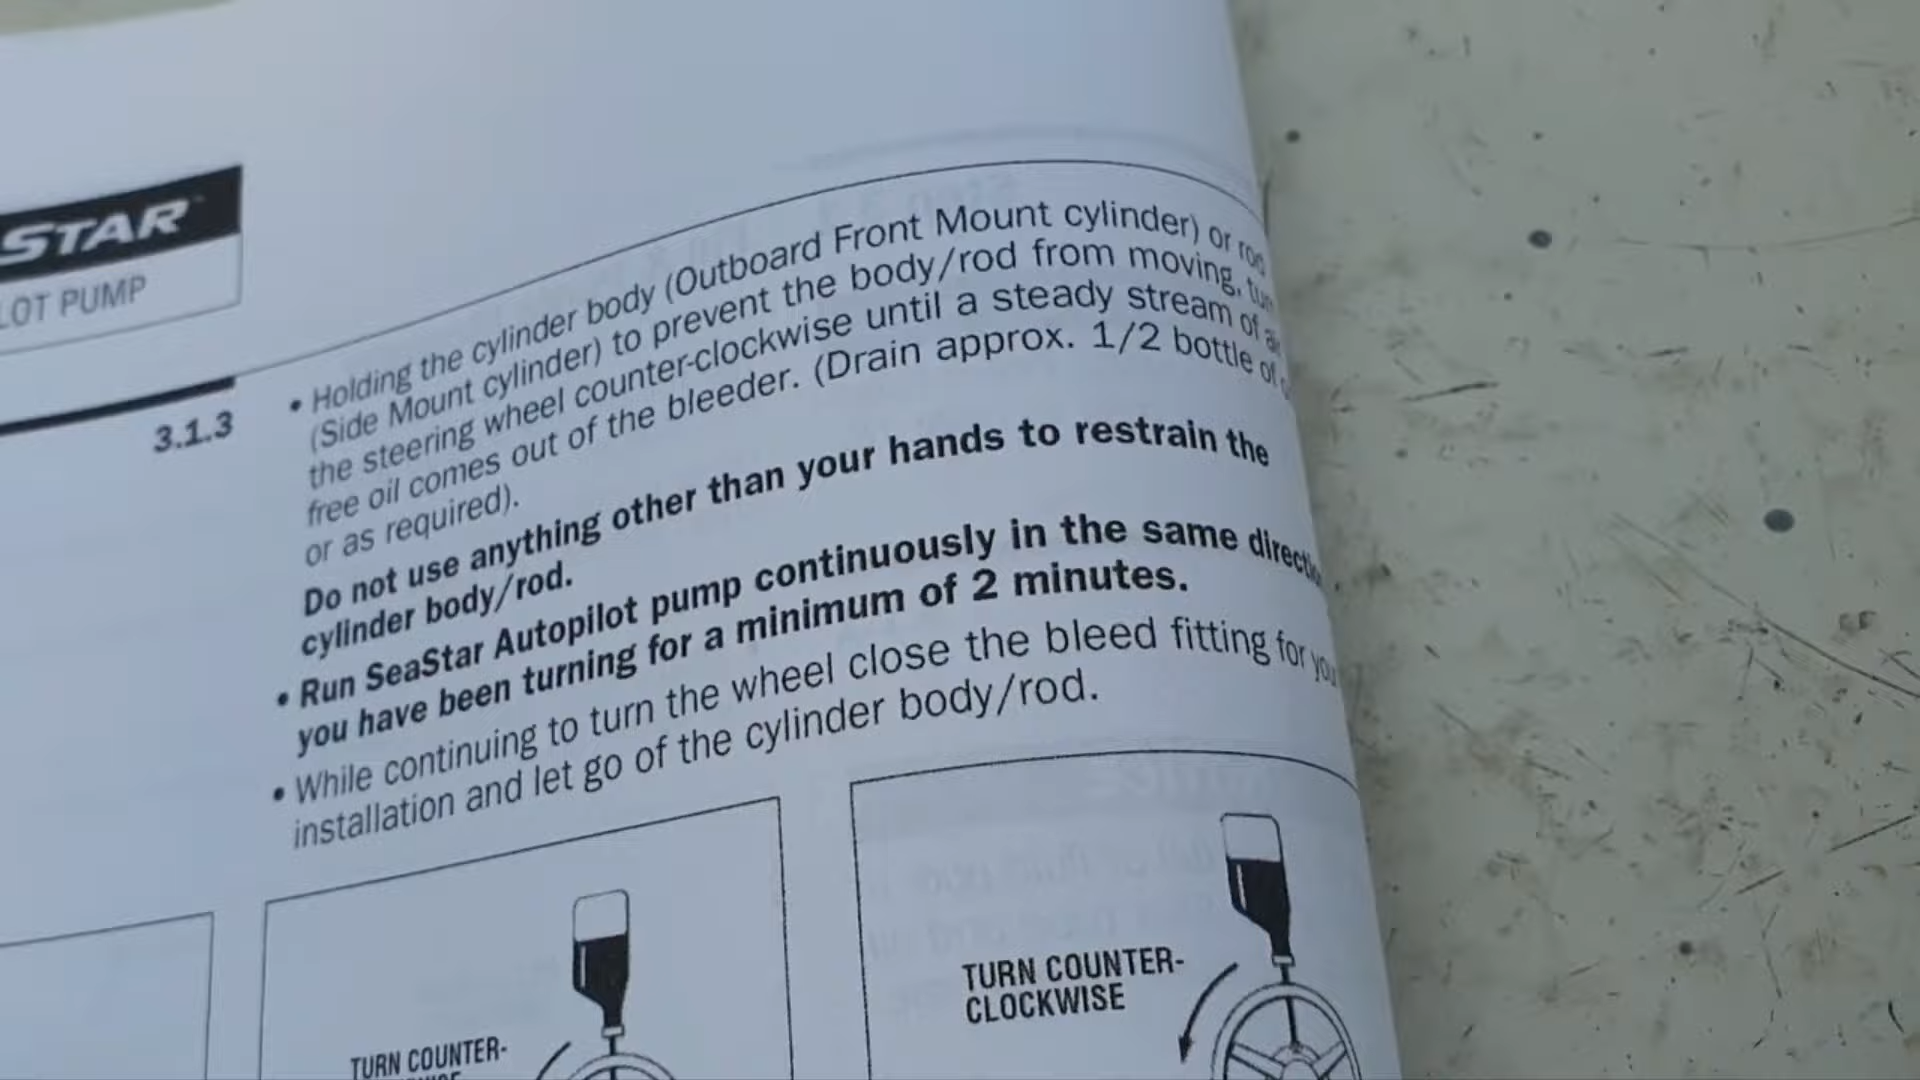 STAR
LOT PUMP
3.1.3
• Holding the cylinder body (Outboard Front Mount cylinder) or
(Side Mount cylinder) to prevent the body/rod from moving,
the steering wheel counter-clockwise until a steady stream of
free oil comes out of the bleeder. (Drain approx. 1/2 bottle of
or as required).
Do not use anything other than your hands to restrain the
cylinder body/rod.
• Run SeaStar Autopilot pump continuously in the same
you have been turning for a minimum of 2 minutes.
• While continuing to turn the wheel close the bleed fitting for
installation and let go of the cylinder body/rod.
TURN COUNTER-
TURN COUNTER-
CLOCKWISE